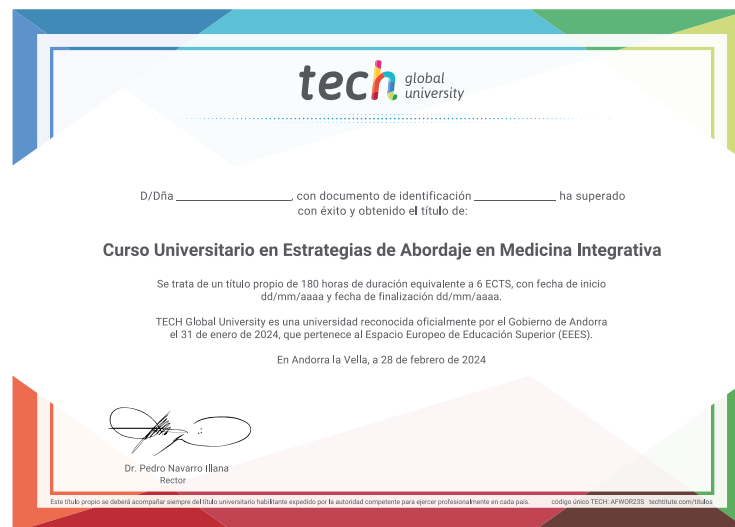 tech global university
D/Dña ________________, con documento de identificación ____________ ha superado
con éxito y obtenido el título de:
Curso Universitario en Estrategias de Abordaje en Medicina Integrativa
Se trata de un título propio de 180 horas de duración equivalente a 6 ECTS, con fecha de inicio
dd/mm/aaaa y fecha de finalización dd/mm/aaaa.
TECH Global University es una universidad reconocida oficialmente por el Gobierno de Andorra
el 31 de enero de 2024, que pertenece al Espacio Europeo de Educación Superior (EEES).
En Andorra la Vella, a 28 de febrero de 2024
Dr. Pedro Navarro Illana
Rector
Este título propio se deberá acompañar siempre del título universitario habilitante expedido por la autoridad competente para ejercer profesionalmente en cada país. código único TECH: AFWOR23S techtitute.com/titulos